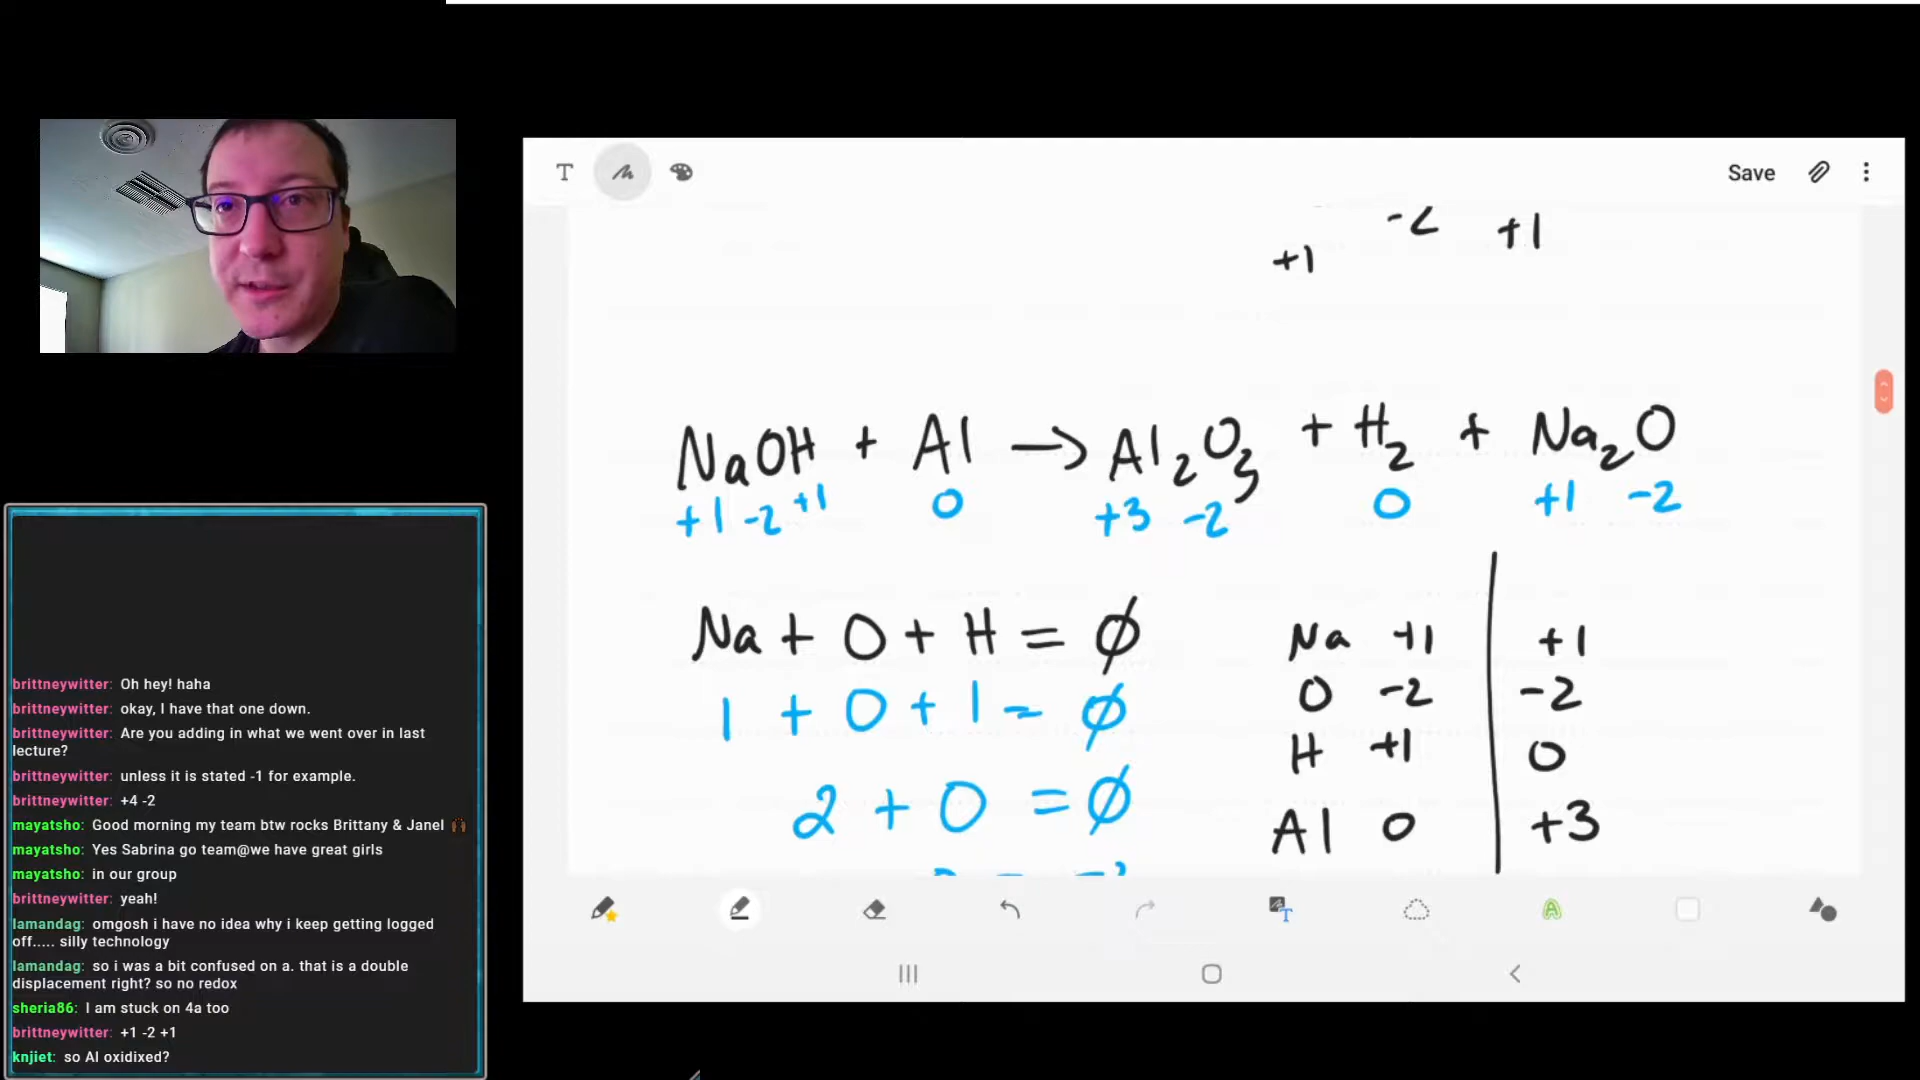 T Save
-2 +1
+1
NaOH + Al → Al₂O₃ + H₂ + Na₂O
+1 -2 +1 0 +3 -2 0 +1 -2
Na + O + H = ∅
1 + O + 1 = ∅
2 + O = ∅
Na +1 | +1
O -2 | -2
H +1 | 0
Al 0 | +3
brittneywitter: Oh hey! haha
brittneywitter: okay, I have that one down.
brittneywitter: Are you adding in what we went over in last
lecture?
brittneywitter: unless it is stated -1 for example.
brittneywitter: +4 -2
mayatsho: Good morning my team btw rocks Brittany & Janel
mayatsho: Yes Sabrina go team@we have great girls
mayatsho: in our group
brittneywitter: yeah!
lamandag: omgosh i have no idea why i keep getting logged
off..... silly technology
lamandag: so i was a bit confused on a. that is a double
displacement right? so no redox
sheria86: I am stuck on 4a too
brittneywitter: +1 -2 +1
knjiet: so Al oxidixed?